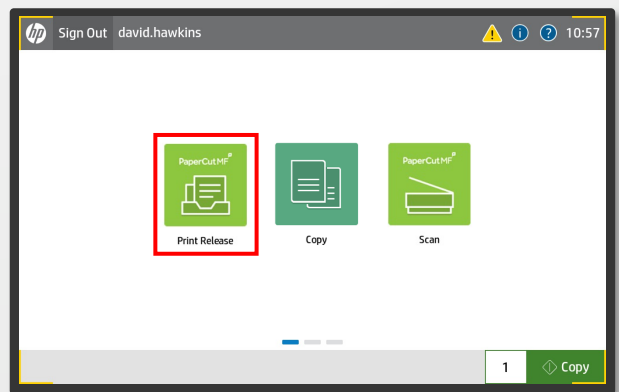 hp Sign Out david.hawkins ! i ? 10:57
PaperCut MF PaperCut MF
Print Release Copy Scan
1 Copy